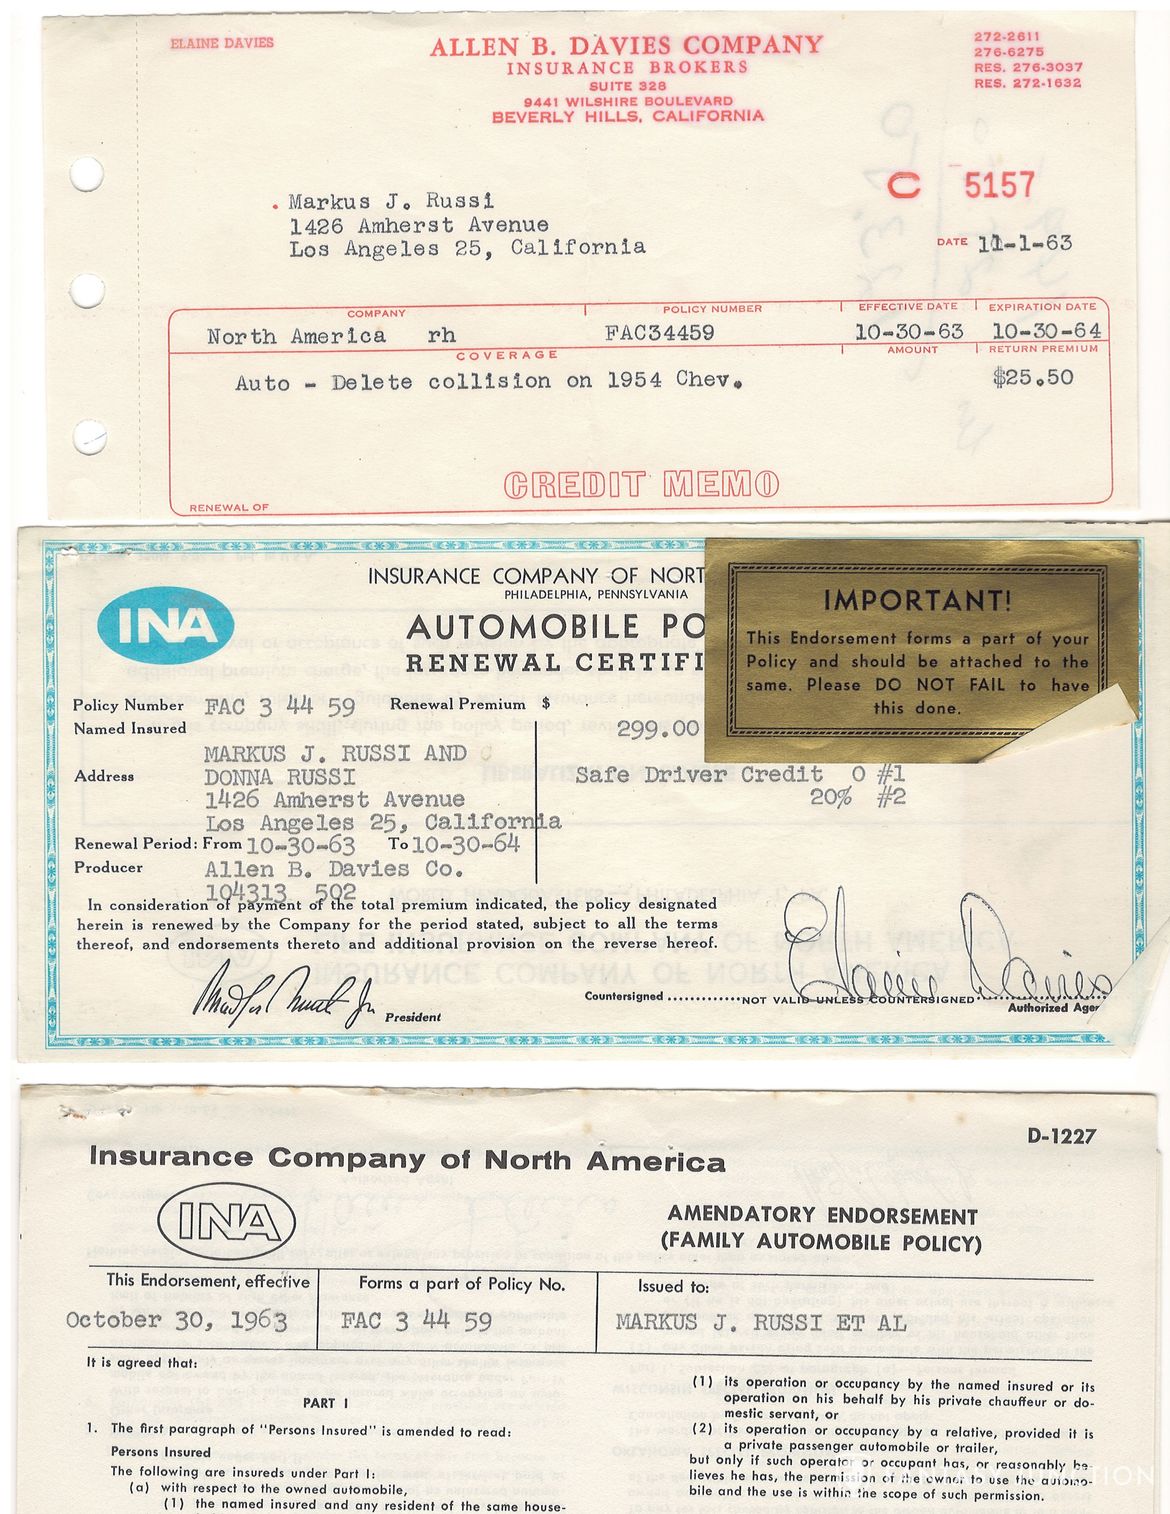 ELAINE DAVIES
ALLEN B. DAVIES COMPANY
INSURANCE BROKERS
SUITE 328
9441 WILSHIRE BOULEVARD
BEVERLY HILLS, CALIFORNIA
272-2611
276-6275
RES. 276-3037
RES. 272-1632
C 5157
Markus J. Russi
1426 Amherst Avenue
Los Angeles 25, California
DATE 11-1-63
COMPANY POLICY NUMBER EFFECTIVE DATE EXPIRATION DATE
North America rh FAC34459 10-30-63 10-30-64
COVERAGE AMOUNT RETURN PREMIUM
Auto - Delete collision on 1954 Chev. $25.50
CREDIT MEMO
RENEWAL OF
INA
INSURANCE COMPANY OF NORT
PHILADELPHIA, PENNSYLVANIA
AUTOMOBILE PO
RENEWAL CERTIFI
IMPORTANT!
This Endorsement forms a part of your
Policy and should be attached to the
same. Please DO NOT FAIL to have
this done.
Policy Number FAC 3 44 59 Renewal Premium $ 299.00
Named Insured
MARKUS J. RUSSI AND
Address DONNA RUSSI
1426 Amherst Avenue
Los Angeles 25, California
Safe Driver Credit 0 #1
20% #2
Renewal Period: From 10-30-63 To 10-30-64
Producer Allen B. Davies Co.
104313 502
In consideration of payment of the total premium indicated, the policy designated
herein is renewed by the Company for the period stated, subject to all the terms
thereof, and endorsements thereto and additional provision on the reverse hereof.
President
Elaine Davies
Countersigned NOT VALID UNLESS COUNTERSIGNED
Authorized Agen
D-1227
Insurance Company of North America
INA
AMENDATORY ENDORSEMENT
(FAMILY AUTOMOBILE POLICY)
This Endorsement, effective Forms a part of Policy No. Issued to:
October 30, 1963 FAC 3 44 59 MARKUS J. RUSSI ET AL
It is agreed that:
PART I
1. The first paragraph of "Persons Insured" is amended to read:
Persons Insured
The following are insureds under Part I:
(a) with respect to the owned automobile,
(1) the named insured and any resident of the same house-
(1) its operation or occupancy by the named insured or its
operation on his behalf by his private chauffeur or do-
mestic servant, or
(2) its operation or occupancy by a relative, provided it is
a private passenger automobile or trailer,
but only if such operator or occupant has, or reasonably be-
lieves he has, the permission of the owner to use the automo-
bile and the use is within the scope of such permission.